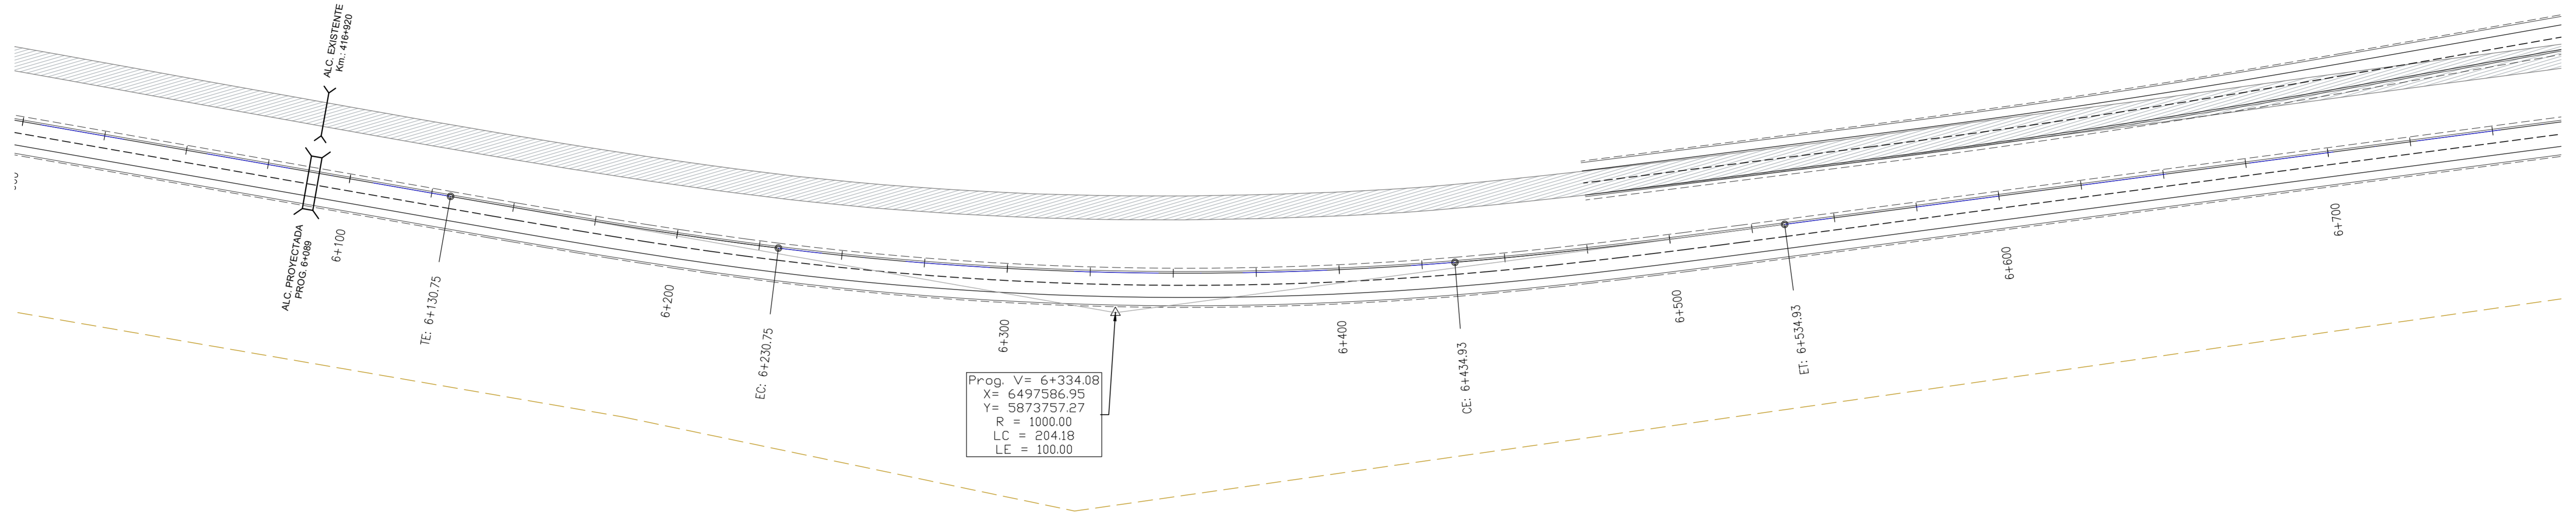 ALC. EXISTENTE
Km.: 416+920
ALC. PROYECTADA
PROG. 6+089
6+100
TE: 6+130.75
6+200
EC: 6+230.75
6+300
Prog. V= 6+334.08
X= 6497586.95
Y= 5873757.27
R = 1000.00
LC = 204.18
LE = 100.00
6+400
CE: 6+434.93
6+500
ET: 6+534.93
6+600
6+700